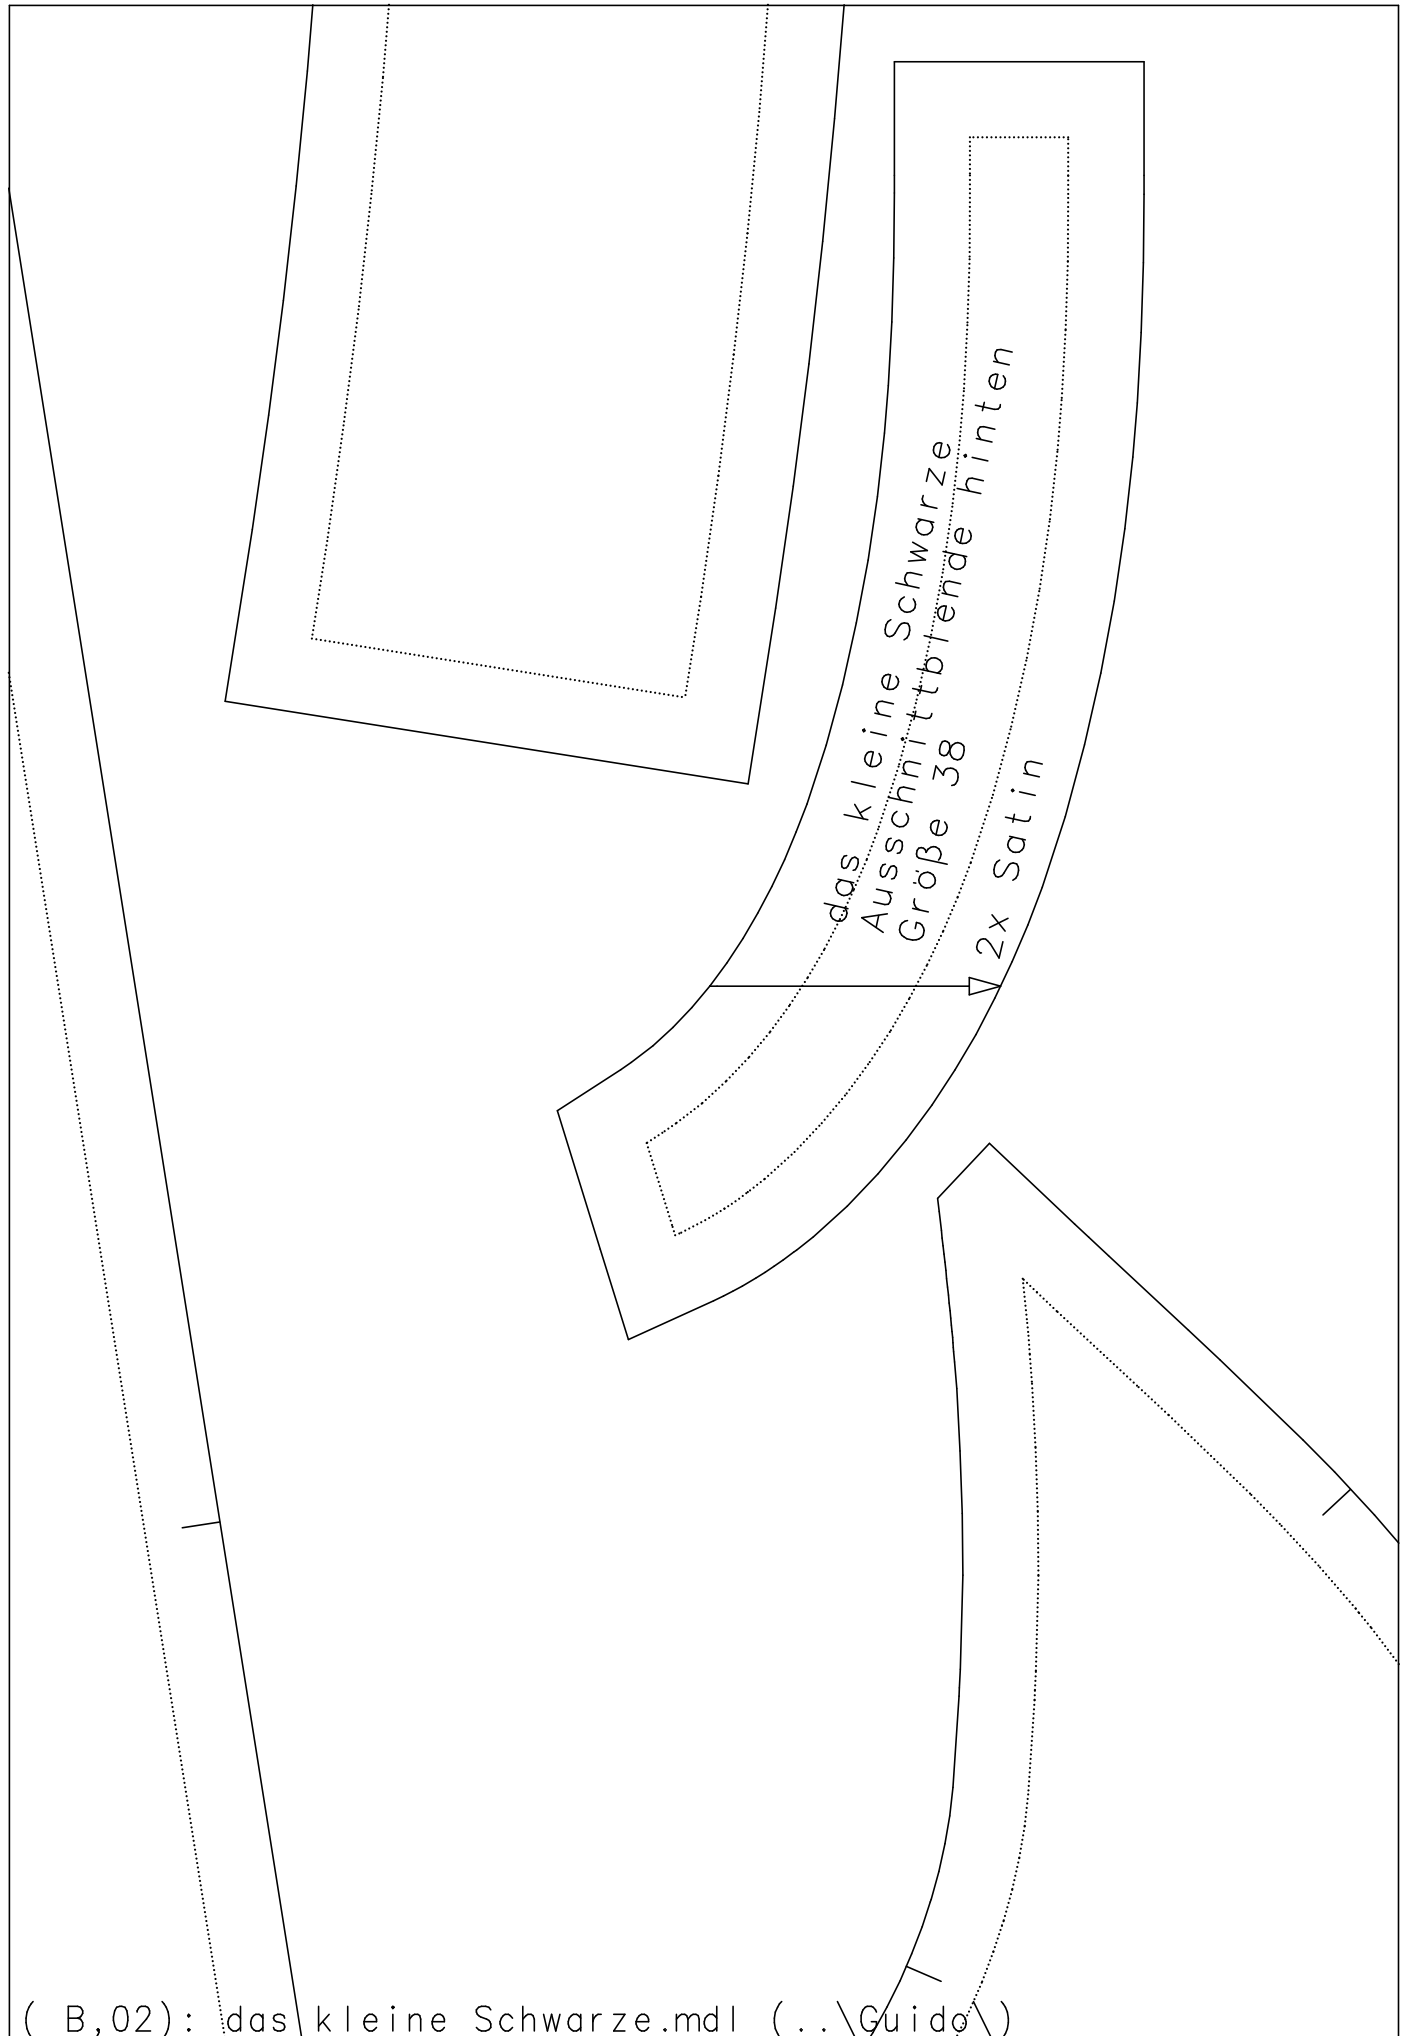 das kleine Schwarze
Ausschnittblende hinten
Größe 38
2x Satin
( B,02): das kleine Schwarze.mdl (..\Guido\)